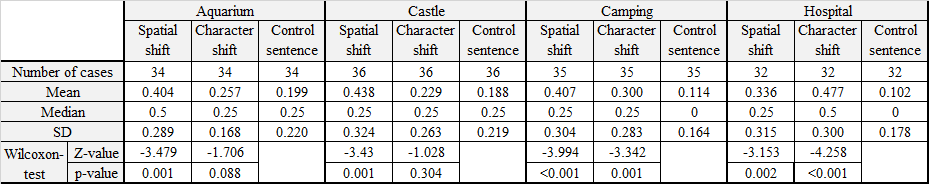 Aquarium Castle Camping Hospital
Spatial shift Character shift Control sentence Spatial shift Character shift Control sentence Spatial shift Character shift Control sentence Spatial shift Character shift Control sentence
Number of cases 34 34 34 36 36 36 35 35 35 32 32 32
Mean 0.404 0.257 0.199 0.438 0.229 0.188 0.407 0.300 0.114 0.336 0.477 0.102
Median 0.5 0.25 0.25 0.25 0.25 0.25 0.25 0.25 0 0.25 0.5 0
SD 0.289 0.168 0.220 0.324 0.263 0.219 0.304 0.283 0.164 0.315 0.300 0.178
Wilcoxon-test Z-value -3.479 -1.706 -3.43 -1.028 -3.994 -3.342 -3.153 -4.258
p-value 0.001 0.088 0.001 0.304 <0.001 0.001 0.002 <0.001